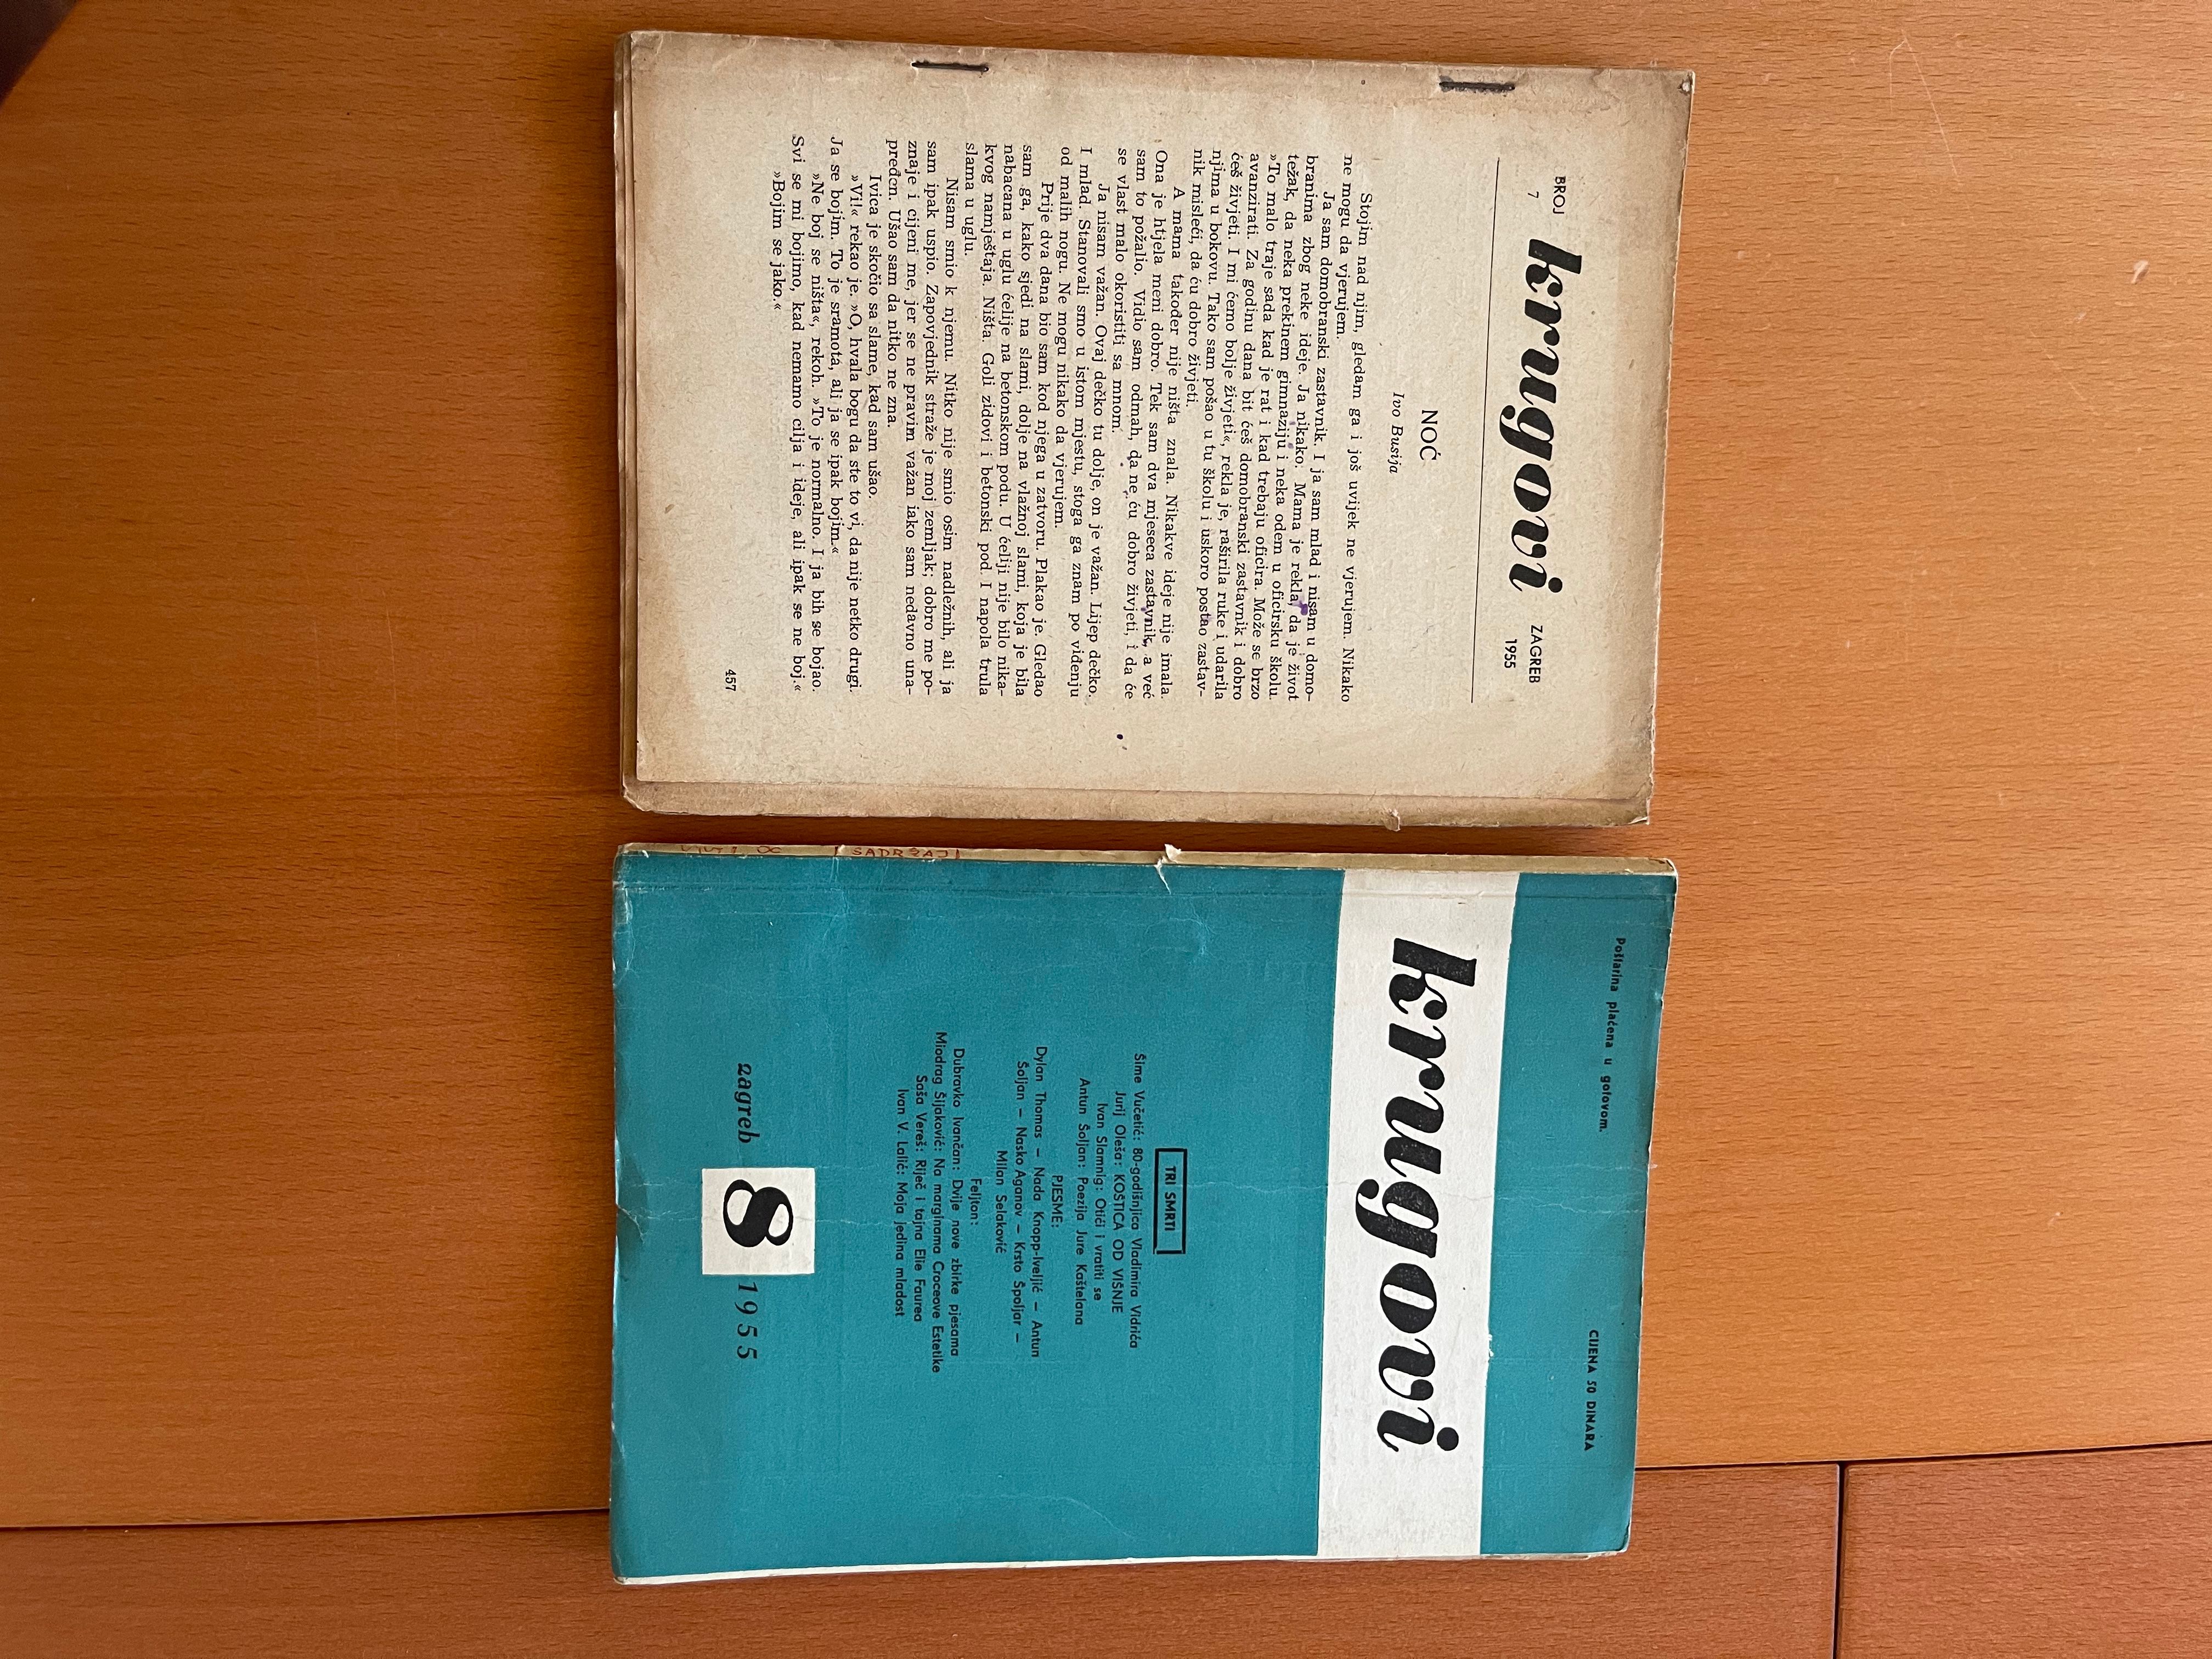 BROJ
7
krugovi
ZAGREB
1955
NOĆ
Ivo Busija
Stojim nad njim, gledam ga i još uvijek ne vjerujem. Nikako
ne mogu da vjerujem.
Ja sam domobranski zastavnik. I ja sam mlad i nisam u domo-
branima zbog neke ideje. Ja nikako. Mama je rekla, da je život
težak, da neka prekinem gimnaziju i neka odem u oficirsku školu.
»To malo traje sada kad je rat i kad trebaju oficira. Može se brzo
avanzirati. Za godinu dana bit ćeš domobranski zastavnik i dobro
ćeš živjeti. I mi ćemo bolje živjeti«, rekla je, raširila ruke i udarila
njima u bokovu. Tako sam pošao u tu školu i uskoro postao zastav-
nik misleći, da ću dobro živjeti.
A mama također nije ništa znala. Nikakve ideje nije imala.
Ona je htjela meni dobro. Tek sam dva mjeseca zastavnik, a već
sam to požalio. Vidio sam odmah, da ne ću dobro živjeti, i da će
se vlast malo okoristiti sa mnom.
Ja nisam važan. Ovaj dečko tu dolje, on je važan. Lijep dečko.
I mlad. Stanovali smo u istom mjestu, stoga ga znam po viđenju
od malih nogu. Ne mogu nikako da vjerujem.
Prije dva dana bio sam kod njega u zatvoru. Plakao je. Gledao
sam ga, kako sjedi na slami, dolje na vlažnoj slami, koja je bila
nabacana u uglu ćelije na betonskom podu. U ćeliji nije bilo nika-
kvog namještaja. Ništa. Goli zidovi i betonski pod. I napola trula
slama u uglu.
Nisam smio k njemu. Nitko nije smio osim nadležnih, ali ja
sam ipak uspio. Zapovjednik straže je moj zemljak; dobro me po-
znaje i cijeni me, jer se ne pravim važan iako sam nedavno una-
pređen. Ušao sam da nitko ne zna.
Ivica je skočio sa slame, kad sam ušao.
»Vi!« rekao je. »O, hvala bogu da ste to vi, da nije netko drugi.
Ja se bojim. To je sramota, ali ja se ipak bojim.«
»Ne boj se ništa«, rekoh. »To je normalno. I ja bih se bojao.
Svi se mi bojimo, kad nemamo cilja i ideje, ali ipak se ne boj.«
»Bojim se jako.«
457
SADRŽAJ
Poštarina plaćena u gotovom.
CIJENA 50 DINARA
krugovi
TRI SMRTI
Šime Vučetić: 80-godišnjica Vladimira Vidrića
Jurij Oleša: KOŠTICA OD VIŠNJE
Ivan Slamnig: Otići i vratiti se
Antun Šoljan: Poezija Jure Kaštelana
PJESME:
Dylan Thomas — Nada Knopp-Iveljić — Antun
Šoljan — Nasko Aganov — Krsto Špoljar —
Milan Selaković
Feljton:
Dubravko Ivančan: Dvije nove zbirke pjesama
Miodrag Šijaković: Na marginama Croceove Estetike
Saša Vereš: Riječ i tajna Elie Faurea
Ivan V. Lalić: Moja jedina mladost
zagreb 8 1955